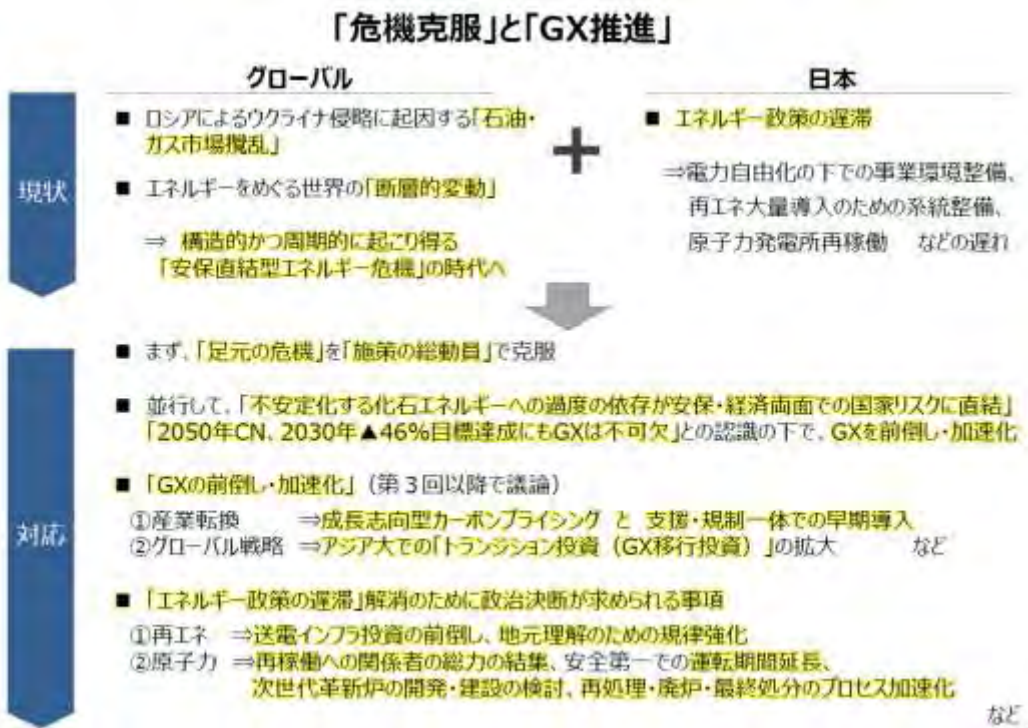 「危機克服」と「GX推進」
グローバル
日本
現状
■ ロシアによるウクライナ侵略に起因する「石油・
ガス市場攪乱」
■ エネルギーをめぐる世界の「断層的変動」
⇒ 構造的かつ周期的に起こり得る
「安保直結型エネルギー危機」の時代へ
+
■ エネルギー政策の遅滞
⇒電力自由化の下での事業環境整備、
再エネ大量導入のための系統整備、
原子力発電所再稼働 などの遅れ
対応
■ まず、「足元の危機」を「施策の総動員」で克服
■ 並行して、「不安定化する化石エネルギーへの過度の依存が安保・経済両面での国家リスクに直結」
「2050年CN、2030年▲46%目標達成にもGXは不可欠」との認識の下で、GXを前倒し・加速化
■ 「GXの前倒し・加速化」(第3回以降で議論)
①産業転換 ⇒成長志向型カーボンプライシング と 支援・規制一体での早期導入
②グローバル戦略 ⇒アジア大での「トランジション投資(GX移行投資)」の拡大 など
■ 「エネルギー政策の遅滞」解消のために政治決断が求められる事項
①再エネ ⇒送電インフラ投資の前倒し、地元理解のための規律強化
②原子力 ⇒再稼働への関係者の総力の結集、安全第一での運転期間延長、
次世代革新炉の開発・建設の検討、再処理・廃炉・最終処分のプロセス加速化
など